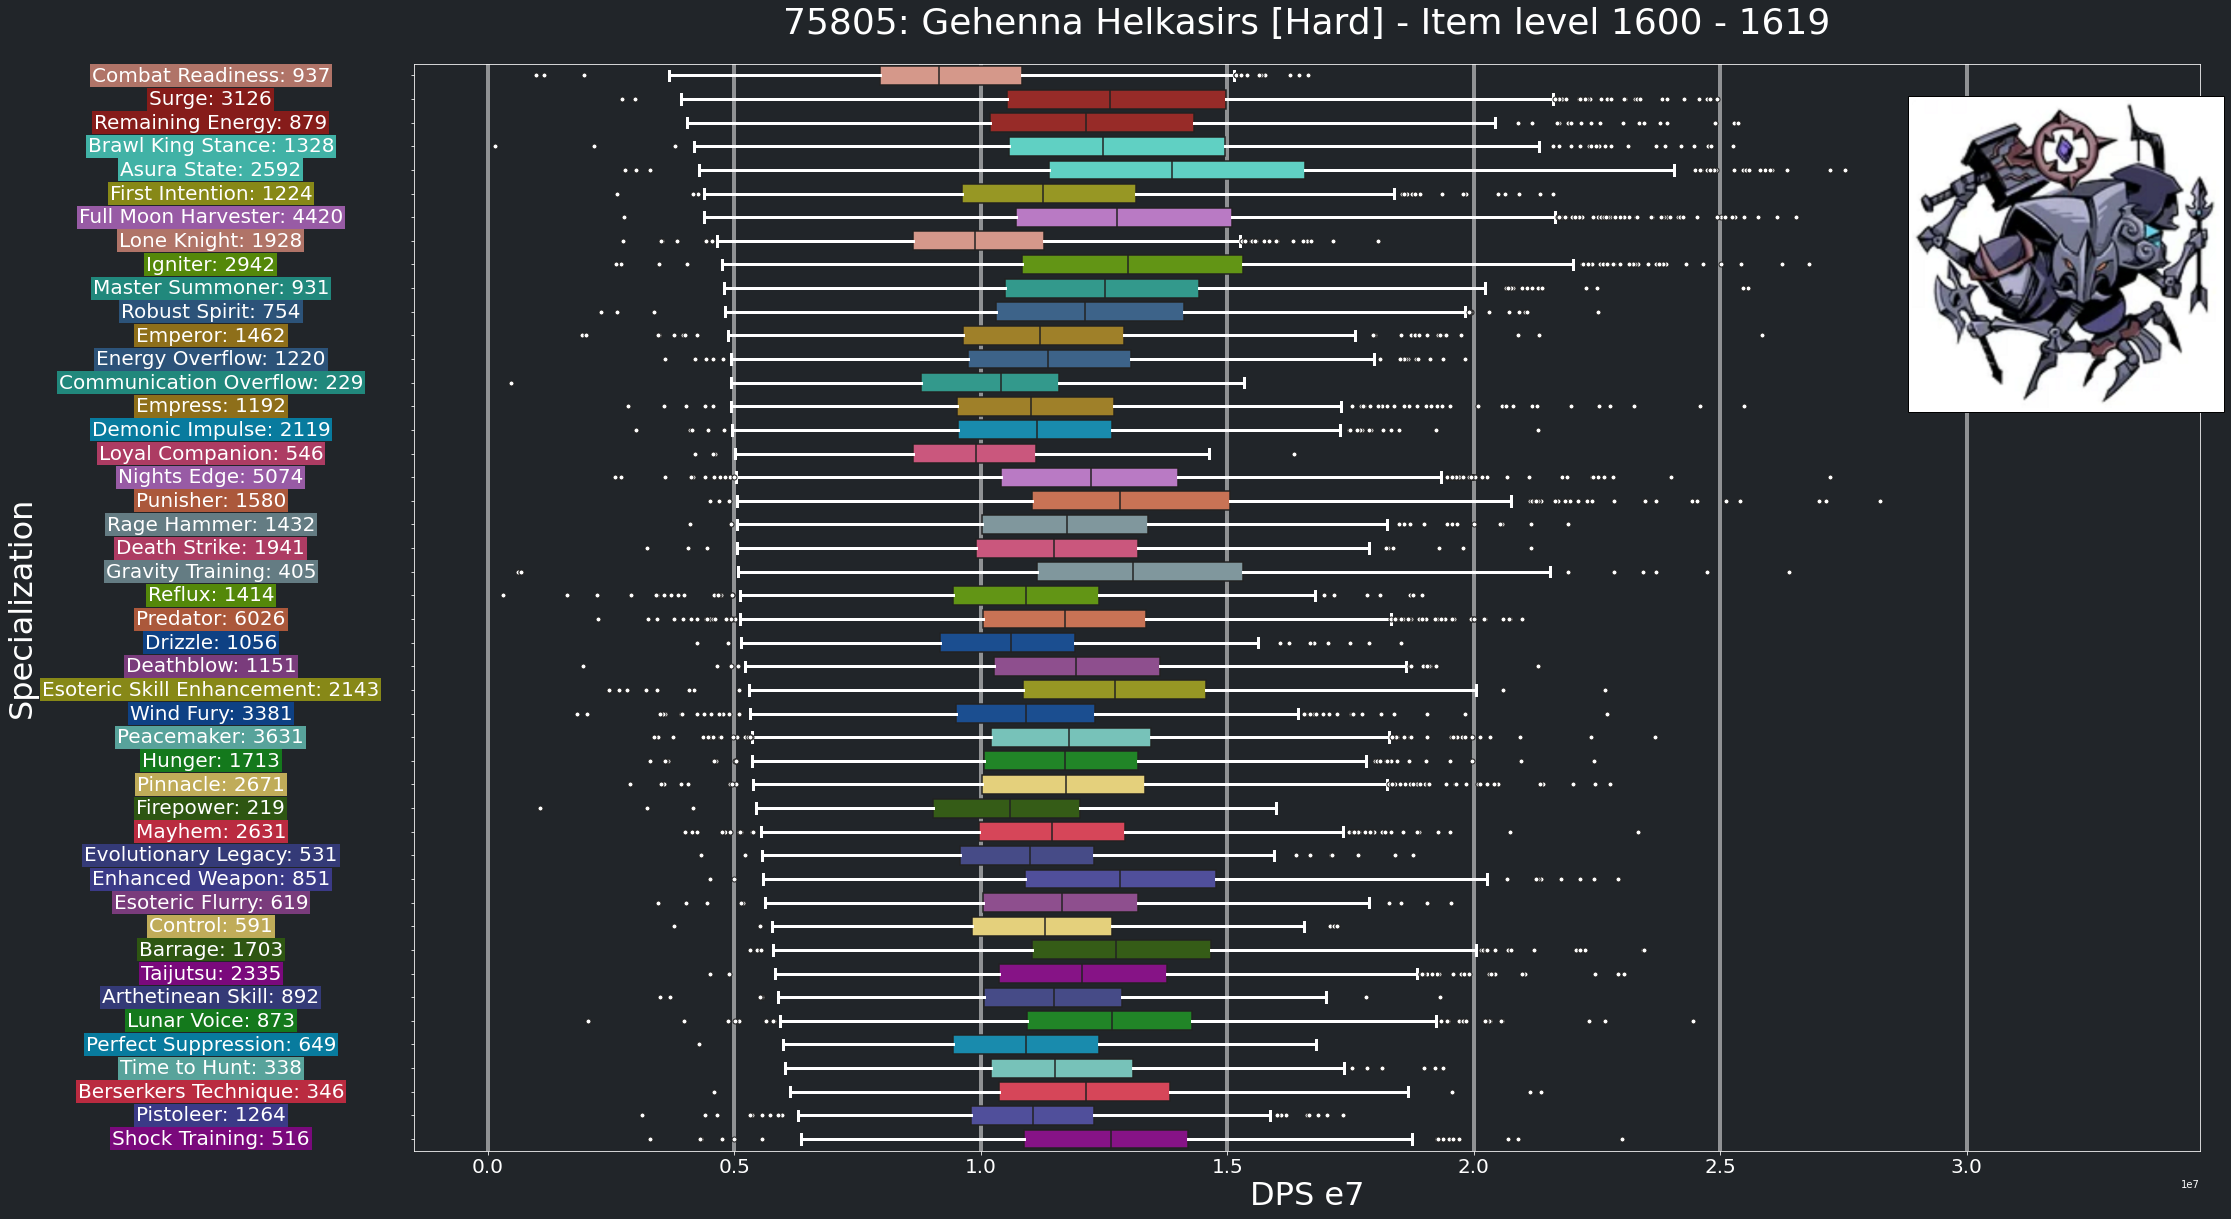 75805: Gehenna Helkasirs [Hard] - Item level 1600 - 1619
Combat Readiness: 937
Surge: 3126
Remaining Energy: 879
Brawl King Stance: 1328
Asura State: 2592
First Intention: 1224
Full Moon Harvester: 4420
Lone Knight: 1928
Igniter: 2942
Master Summoner: 931
Robust Spirit: 754
Emperor: 1462
Energy Overflow: 1220
Communication Overflow: 229
Empress: 1192
Demonic Impulse: 2119
Loyal Companion: 546
Nights Edge: 5074
Punisher: 1580
Rage Hammer: 1432
Death Strike: 1941
Gravity Training: 405
Reflux: 1414
Predator: 6026
Drizzle: 1056
Deathblow: 1151
Esoteric Skill Enhancement: 2143
Wind Fury: 3381
Peacemaker: 3631
Hunger: 1713
Pinnacle: 2671
Firepower: 219
Mayhem: 2631
Evolutionary Legacy: 531
Enhanced Weapon: 851
Esoteric Flurry: 619
Control: 591
Barrage: 1703
Taijutsu: 2335
Arthetinean Skill: 892
Lunar Voice: 873
Perfect Suppression: 649
Time to Hunt: 338
Berserkers Technique: 346
Pistoleer: 1264
Shock Training: 516
Specialization
0.0 0.5 1.0 1.5 2.0 2.5 3.0
DPS e7
1e7